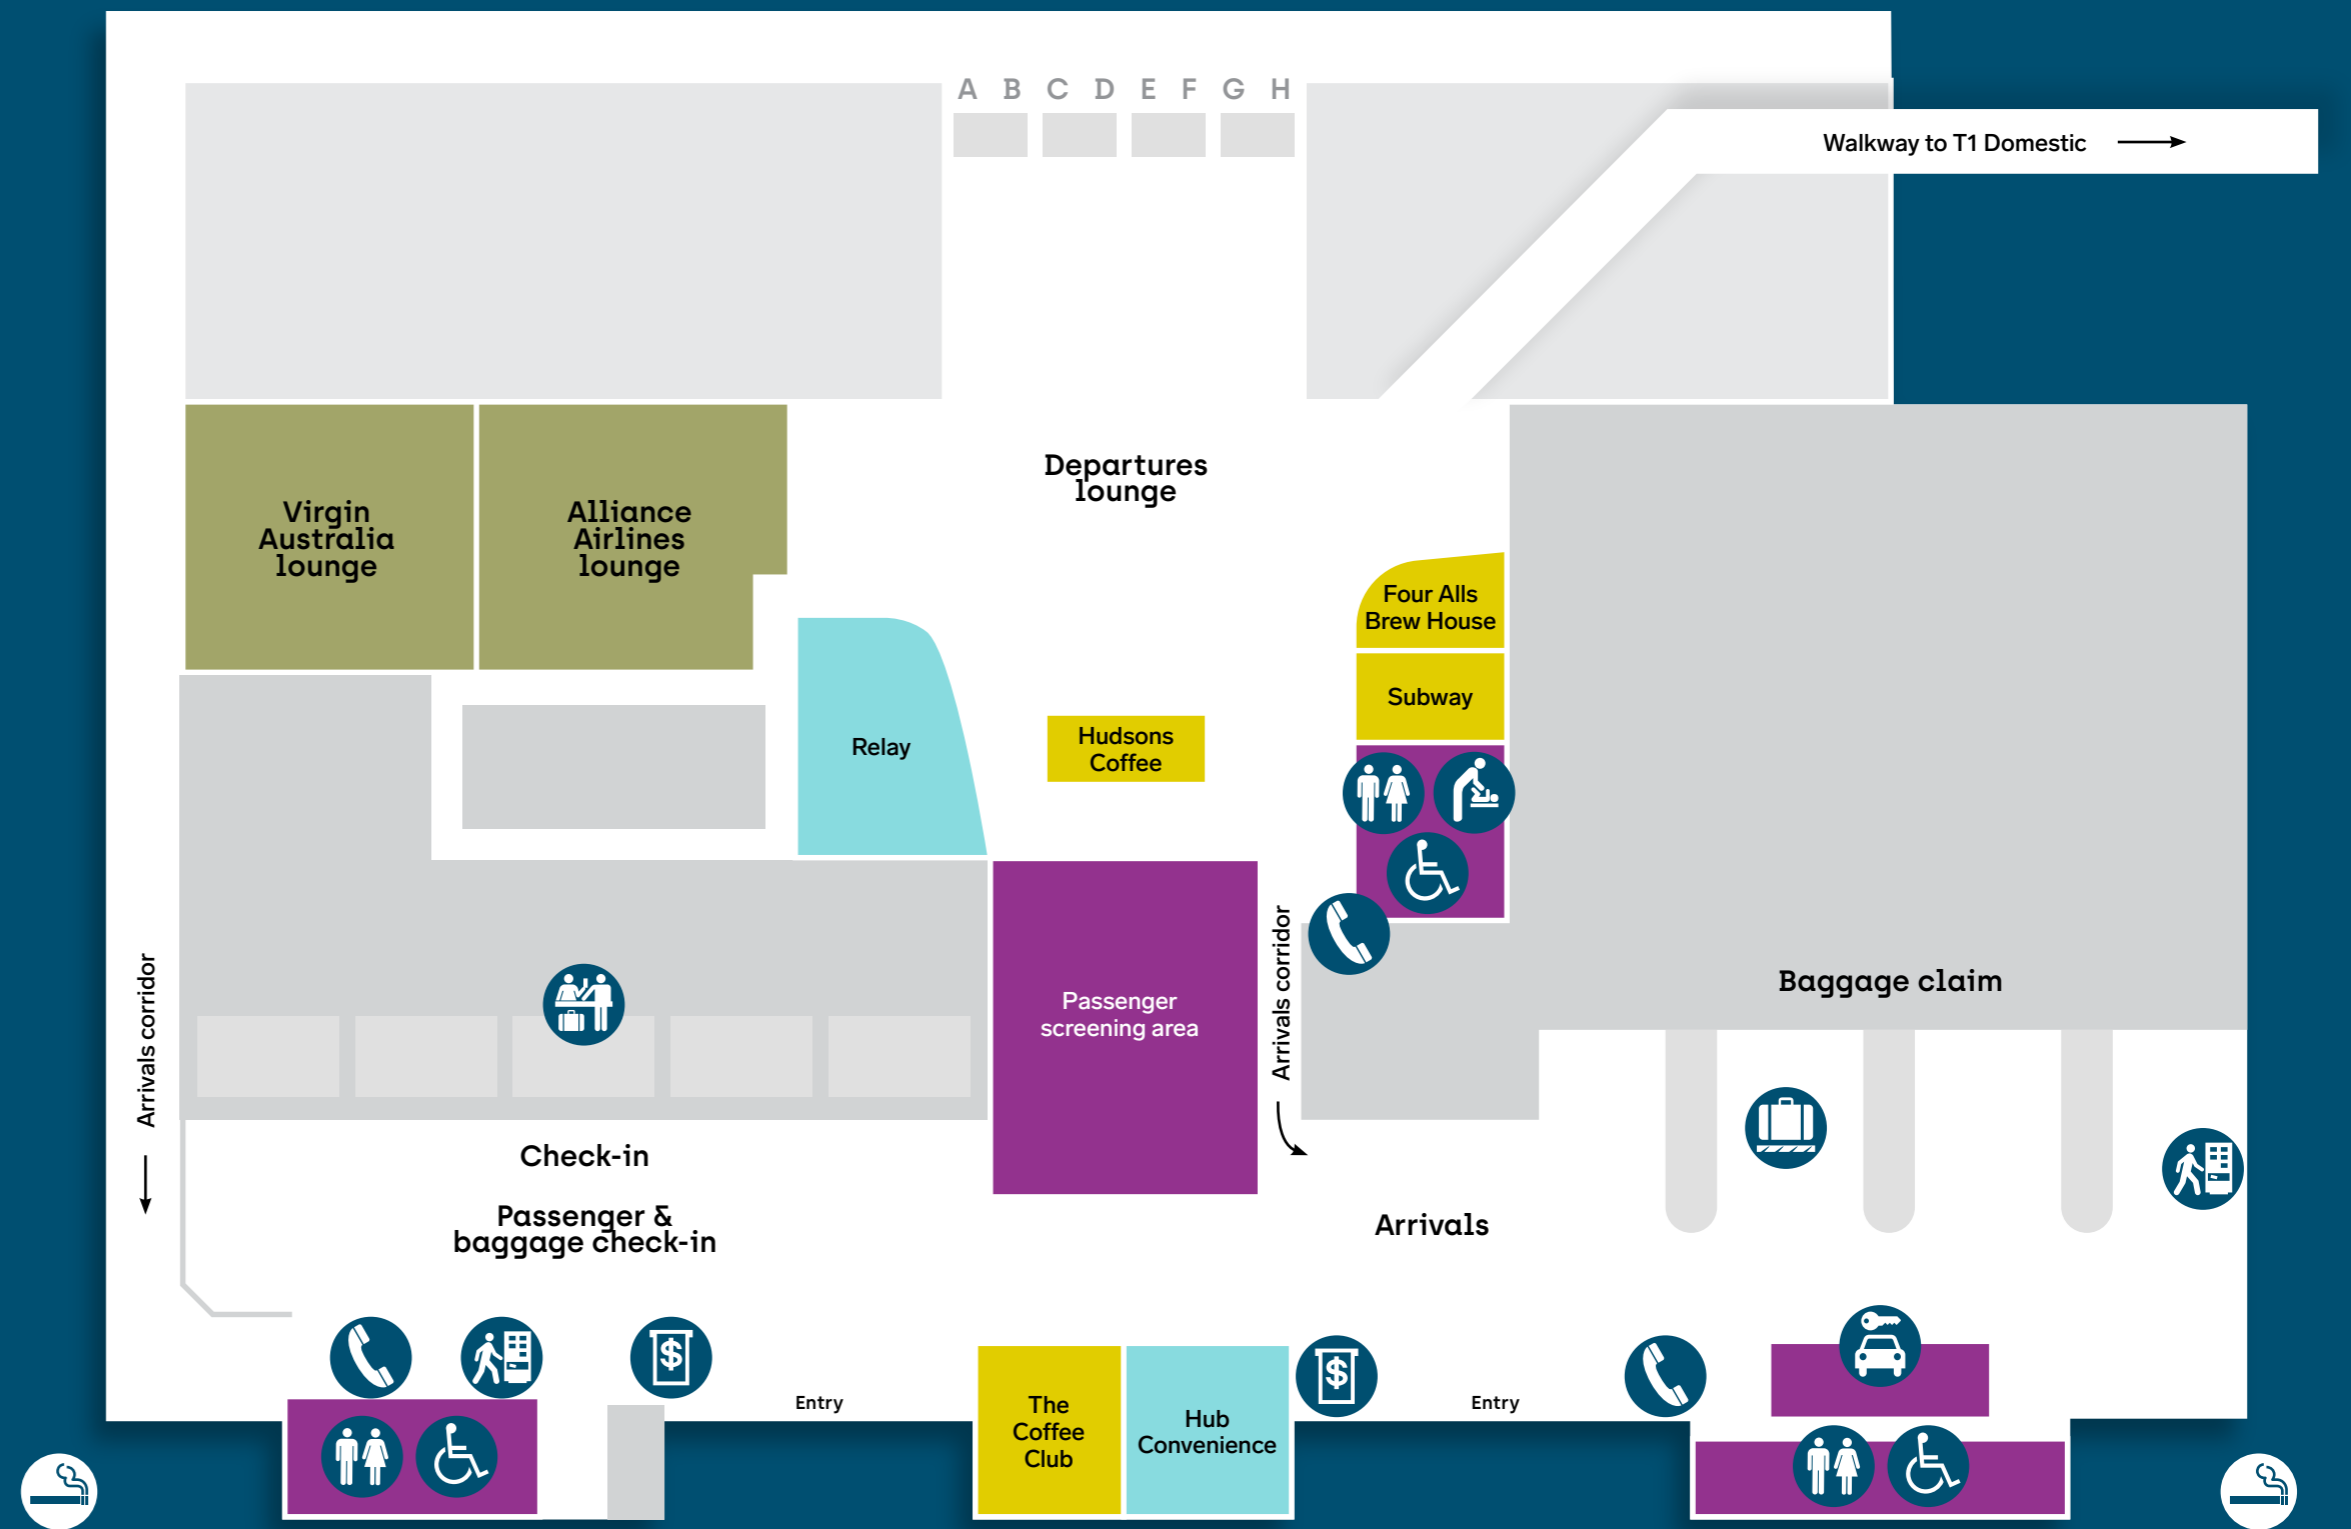 A B C D E F G H
Walkway to T1 Domestic
Departures
lounge
Virgin
Australia
lounge
Alliance
Airlines
lounge
Four Alls
Brew House
Subway
Relay
Hudsons
Coffee
Passenger
screening area
Arrivals corridor
Arrivals corridor
Baggage claim
Check-in
Passenger &
baggage check-in
Arrivals
$
$
Entry
Entry
The
Coffee
Club
Hub
Convenience